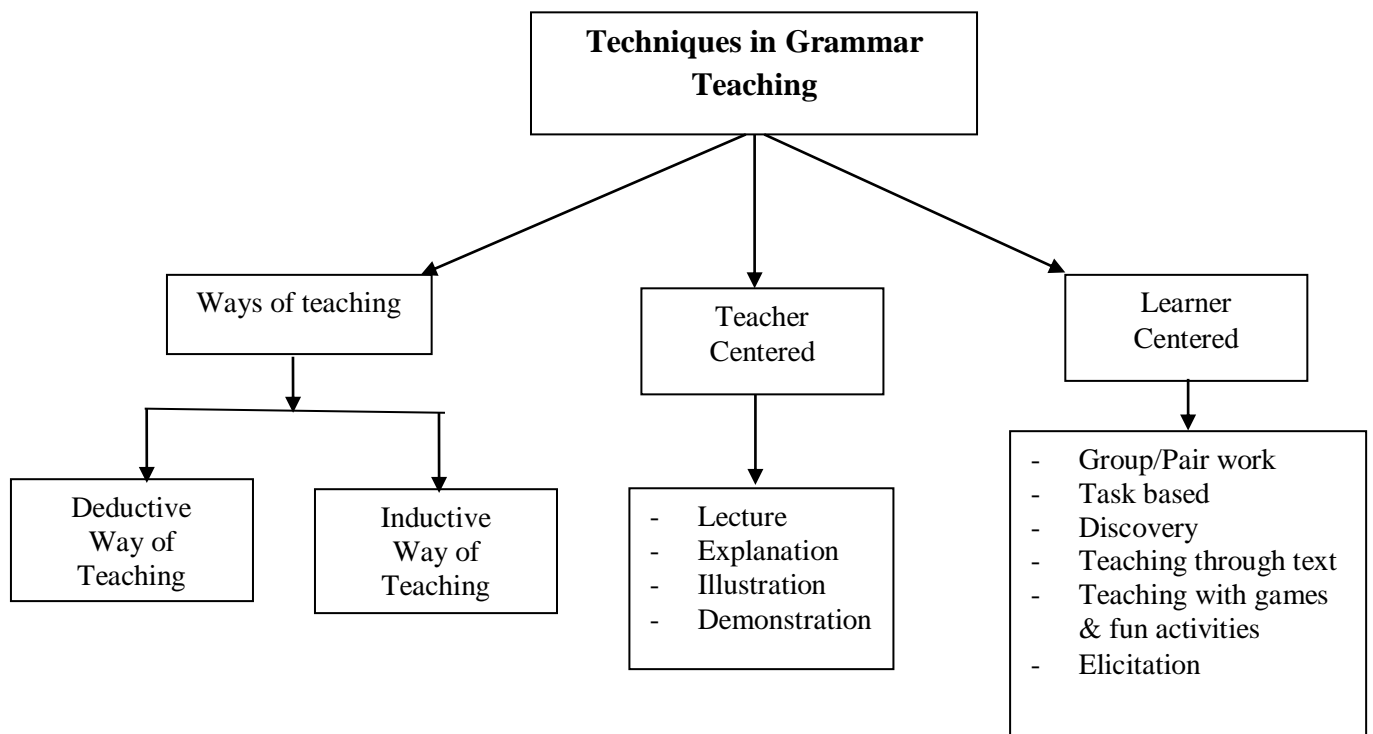 Techniques in Grammar
Teaching
Ways of teaching
Teacher
Centered
Learner
Centered
Deductive
Way of
Teaching
Inductive
Way of
Teaching
- Lecture
- Explanation
- Illustration
- Demonstration
- Group/Pair work
- Task based
- Discovery
- Teaching through text
- Teaching with games
& fun activities
- Elicitation